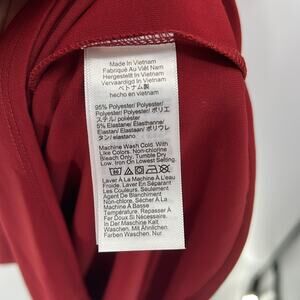 Made In Vietnam
Fabriqué Au Viêt Nam
Hergestellt In Vietnam
Vervaardigd In Vietnam
ベトナム製
hecho en vietnam
95% Polyester/ Polyester/
Polyester/ Polyester/ ポリエ
ステル/ poliéster
5% Elastane/ Élasthanne/
Elastan/ Elastaan/ ポリウレ
タン/ elastano
Machine Wash Cold. With
Like Colors. Non-chlorine
Bleach Only, Tumble Dry
Low. Iron On Lowest Setting.
Laver À La Machine À L'eau
Froide. Laver En Séparant
Les Couleurs. Seulement
Agent De Blanchiment
Non-chlore, Sécher À La
Machine À Basse
Température, Repasser À
Fer Doux Si Nécessaire.
In Der Maschine Kalt
Waschen, Mit Ähnlichen.
Farben Waschen. Nur